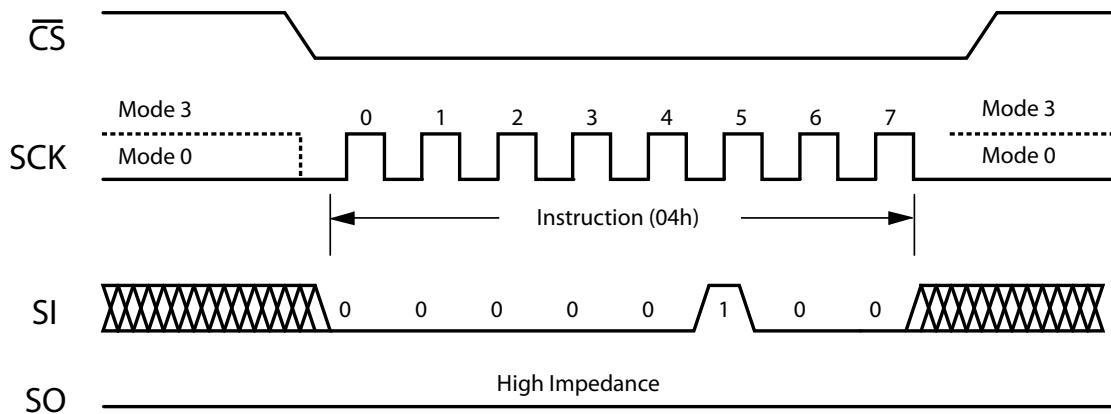 CS
Mode 3
Mode 0
SCK
0 1 2 3 4 5 6 7
Mode 3
Mode 0
Instruction (04h)
SI
0 0 0 0 0 1 0 0
High Impedance
SO